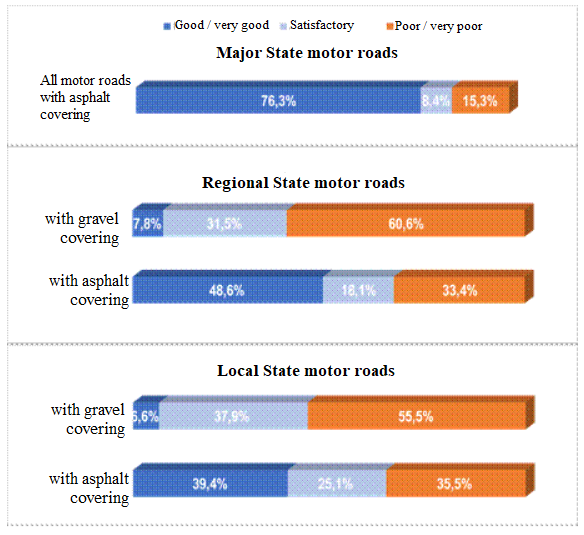 Good / very good Satisfactory Poor / very poor
Major State motor roads
All motor roads
with asphalt
covering
76,3% 8.4% 15,3%
Regional State motor roads
with gravel
covering
7,8% 31,5% 60,6%
with asphalt
covering
48,6% 18,1% 33,4%
Local State motor roads
with gravel
covering
6,6% 37,9% 55,5%
with asphalt
covering
39,4% 25,1% 35,5%